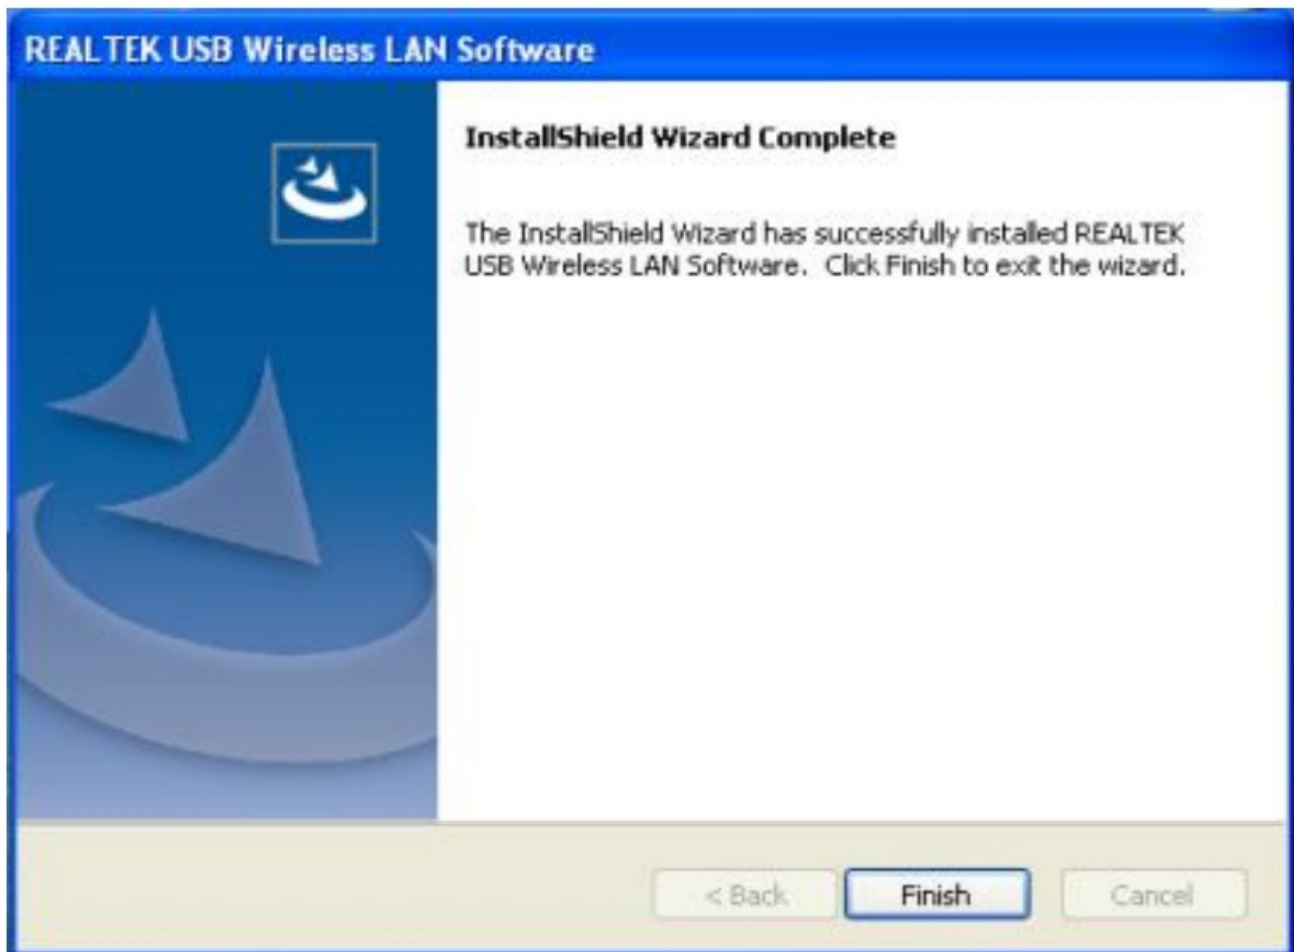 REALTEK USB Wireless LAN Software
InstallShield Wizard Complete
The InstallShield Wizard has successfully installed REALTEK
USB Wireless LAN Software. Click Finish to exit the wizard.
< Back
Finish
Cancel